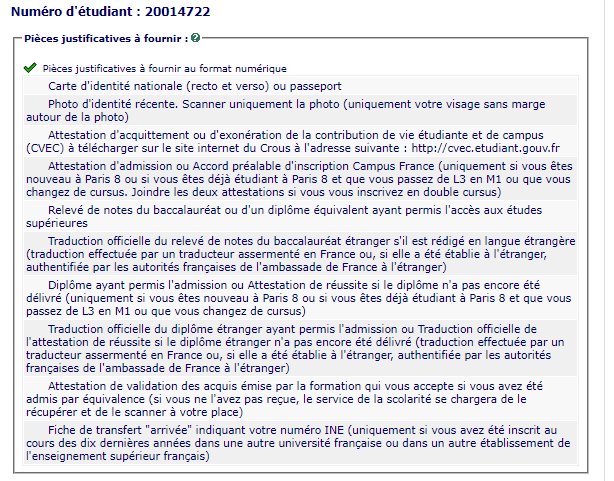 Numéro d'étudiant : 20014722
Pièces justificatives à fournir :
Pièces justificatives à fournir au format numérique
Carte d'identité nationale (recto et verso) ou passeport
Photo d'identité récente. Scanner uniquement la photo (uniquement votre visage sans marge
autour de la photo)
Attestation d'acquittement ou d'exonération de la contribution de vie étudiante et de campus
(CVEC) à télécharger sur le site internet du Crous à l'adresse suivante : http://cvec.etudiant.gouv.fr
Attestation d'admission ou Accord préalable d'inscription Campus France (uniquement si vous êtes
nouveau à Paris 8 ou si vous êtes déjà étudiant à Paris 8 et que vous passez de L3 en M1 ou que vous
changez de cursus. Joindre les deux attestations si vous vous inscrivez en double cursus)
Relevé de notes du baccalauréat ou d'un diplôme équivalent ayant permis l'accès aux études
supérieures
Traduction officielle du relevé de notes du baccalauréat étranger s'il est rédigé en langue étrangère
(traduction effectuée par un traducteur assermenté en France ou, si elle a été établie à l'étranger,
authentifiée par les autorités françaises de l'ambassade de France à l'étranger)
Diplôme ayant permis l'admission ou Attestation de réussite si le diplôme n'a pas encore été
délivré (uniquement si vous êtes nouveau à Paris 8 ou si vous êtes déjà étudiant à Paris 8 et que vous
passez de L3 en M1 ou que vous changez de cursus)
Traduction officielle du diplôme étranger ayant permis l'admission ou Traduction officielle de
l'attestation de réussite si le diplôme étranger n'a pas encore été délivré (traduction effectuée par un
traducteur assermenté en France ou, si elle a été établie à l'étranger, authentifiée par les autorités
françaises de l'ambassade de France à l'étranger)
Attestation de validation des acquis émise par la formation qui vous accepte si vous avez été
admis par équivalence (si vous ne l'avez pas reçue, le service de la scolarité se chargera de le
récupérer et de le scanner à votre place)
Fiche de transfert "arrivée" indiquant votre numéro INE (uniquement si vous avez été inscrit au
cours des dix dernières années dans une autre université française ou dans un autre établissement de
l'enseignement supérieur français)